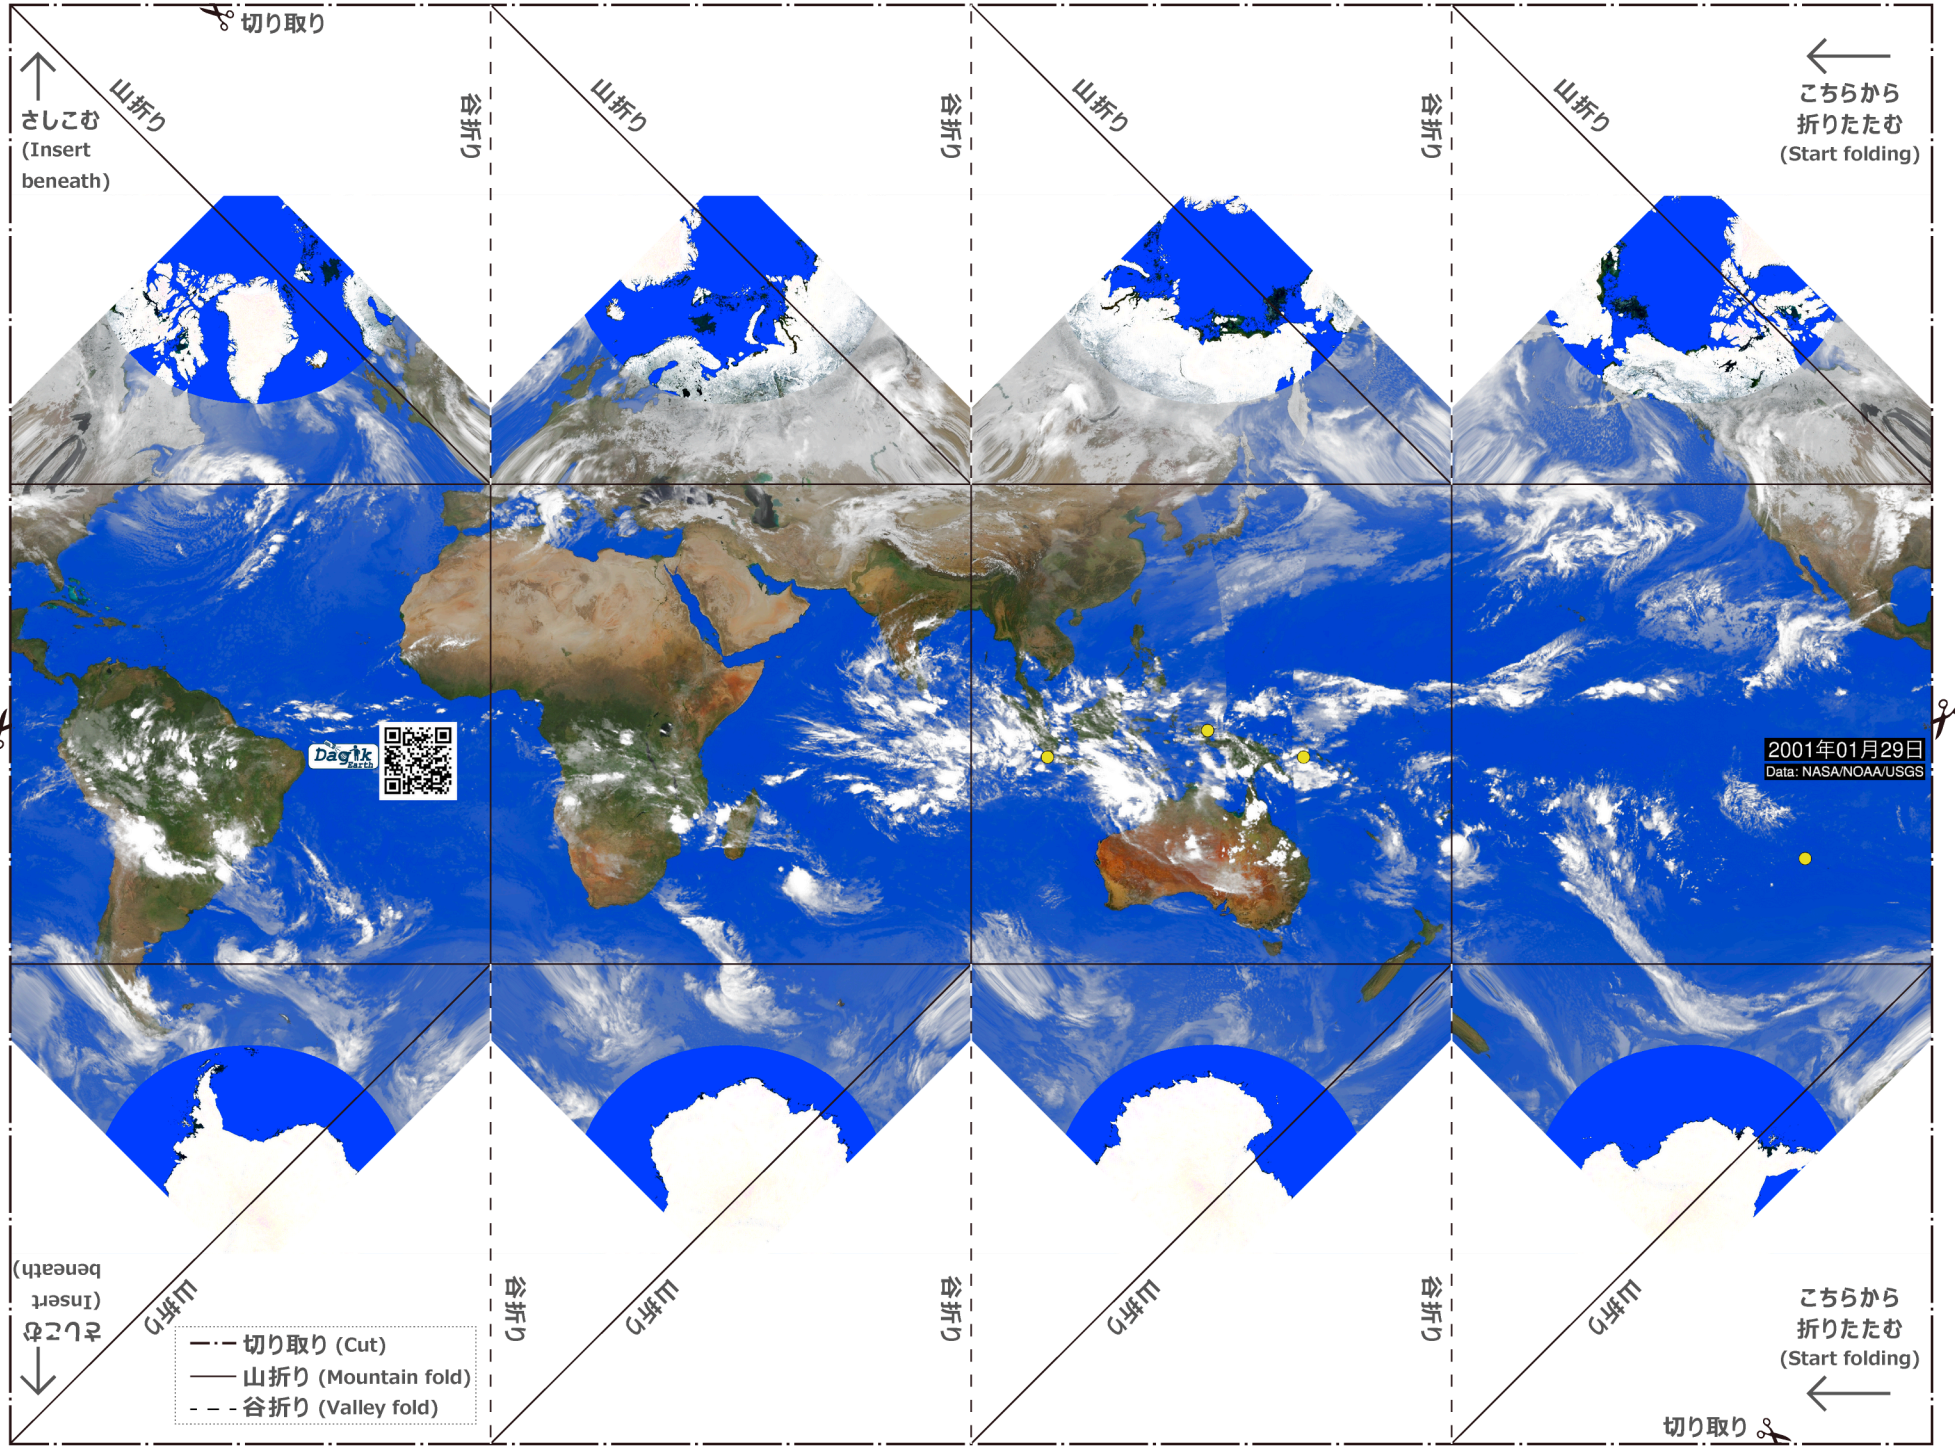 切り取り
さしこむ
(Insert
beneath)
山折り
谷折り
山折り
谷折り
山折り
谷折り
山折り
こちらから
折りたたむ
(Start folding)
Dagik
Earth
2001年01月29日
Data: NASA/NOAA/USGS
さしこむ
(Insert
beneath)
山折り
谷折り
山折り
谷折り
山折り
谷折り
山折り
こちらから
折りたたむ
(Start folding)
切り取り (Cut)
山折り (Mountain fold)
谷折り (Valley fold)
切り取り